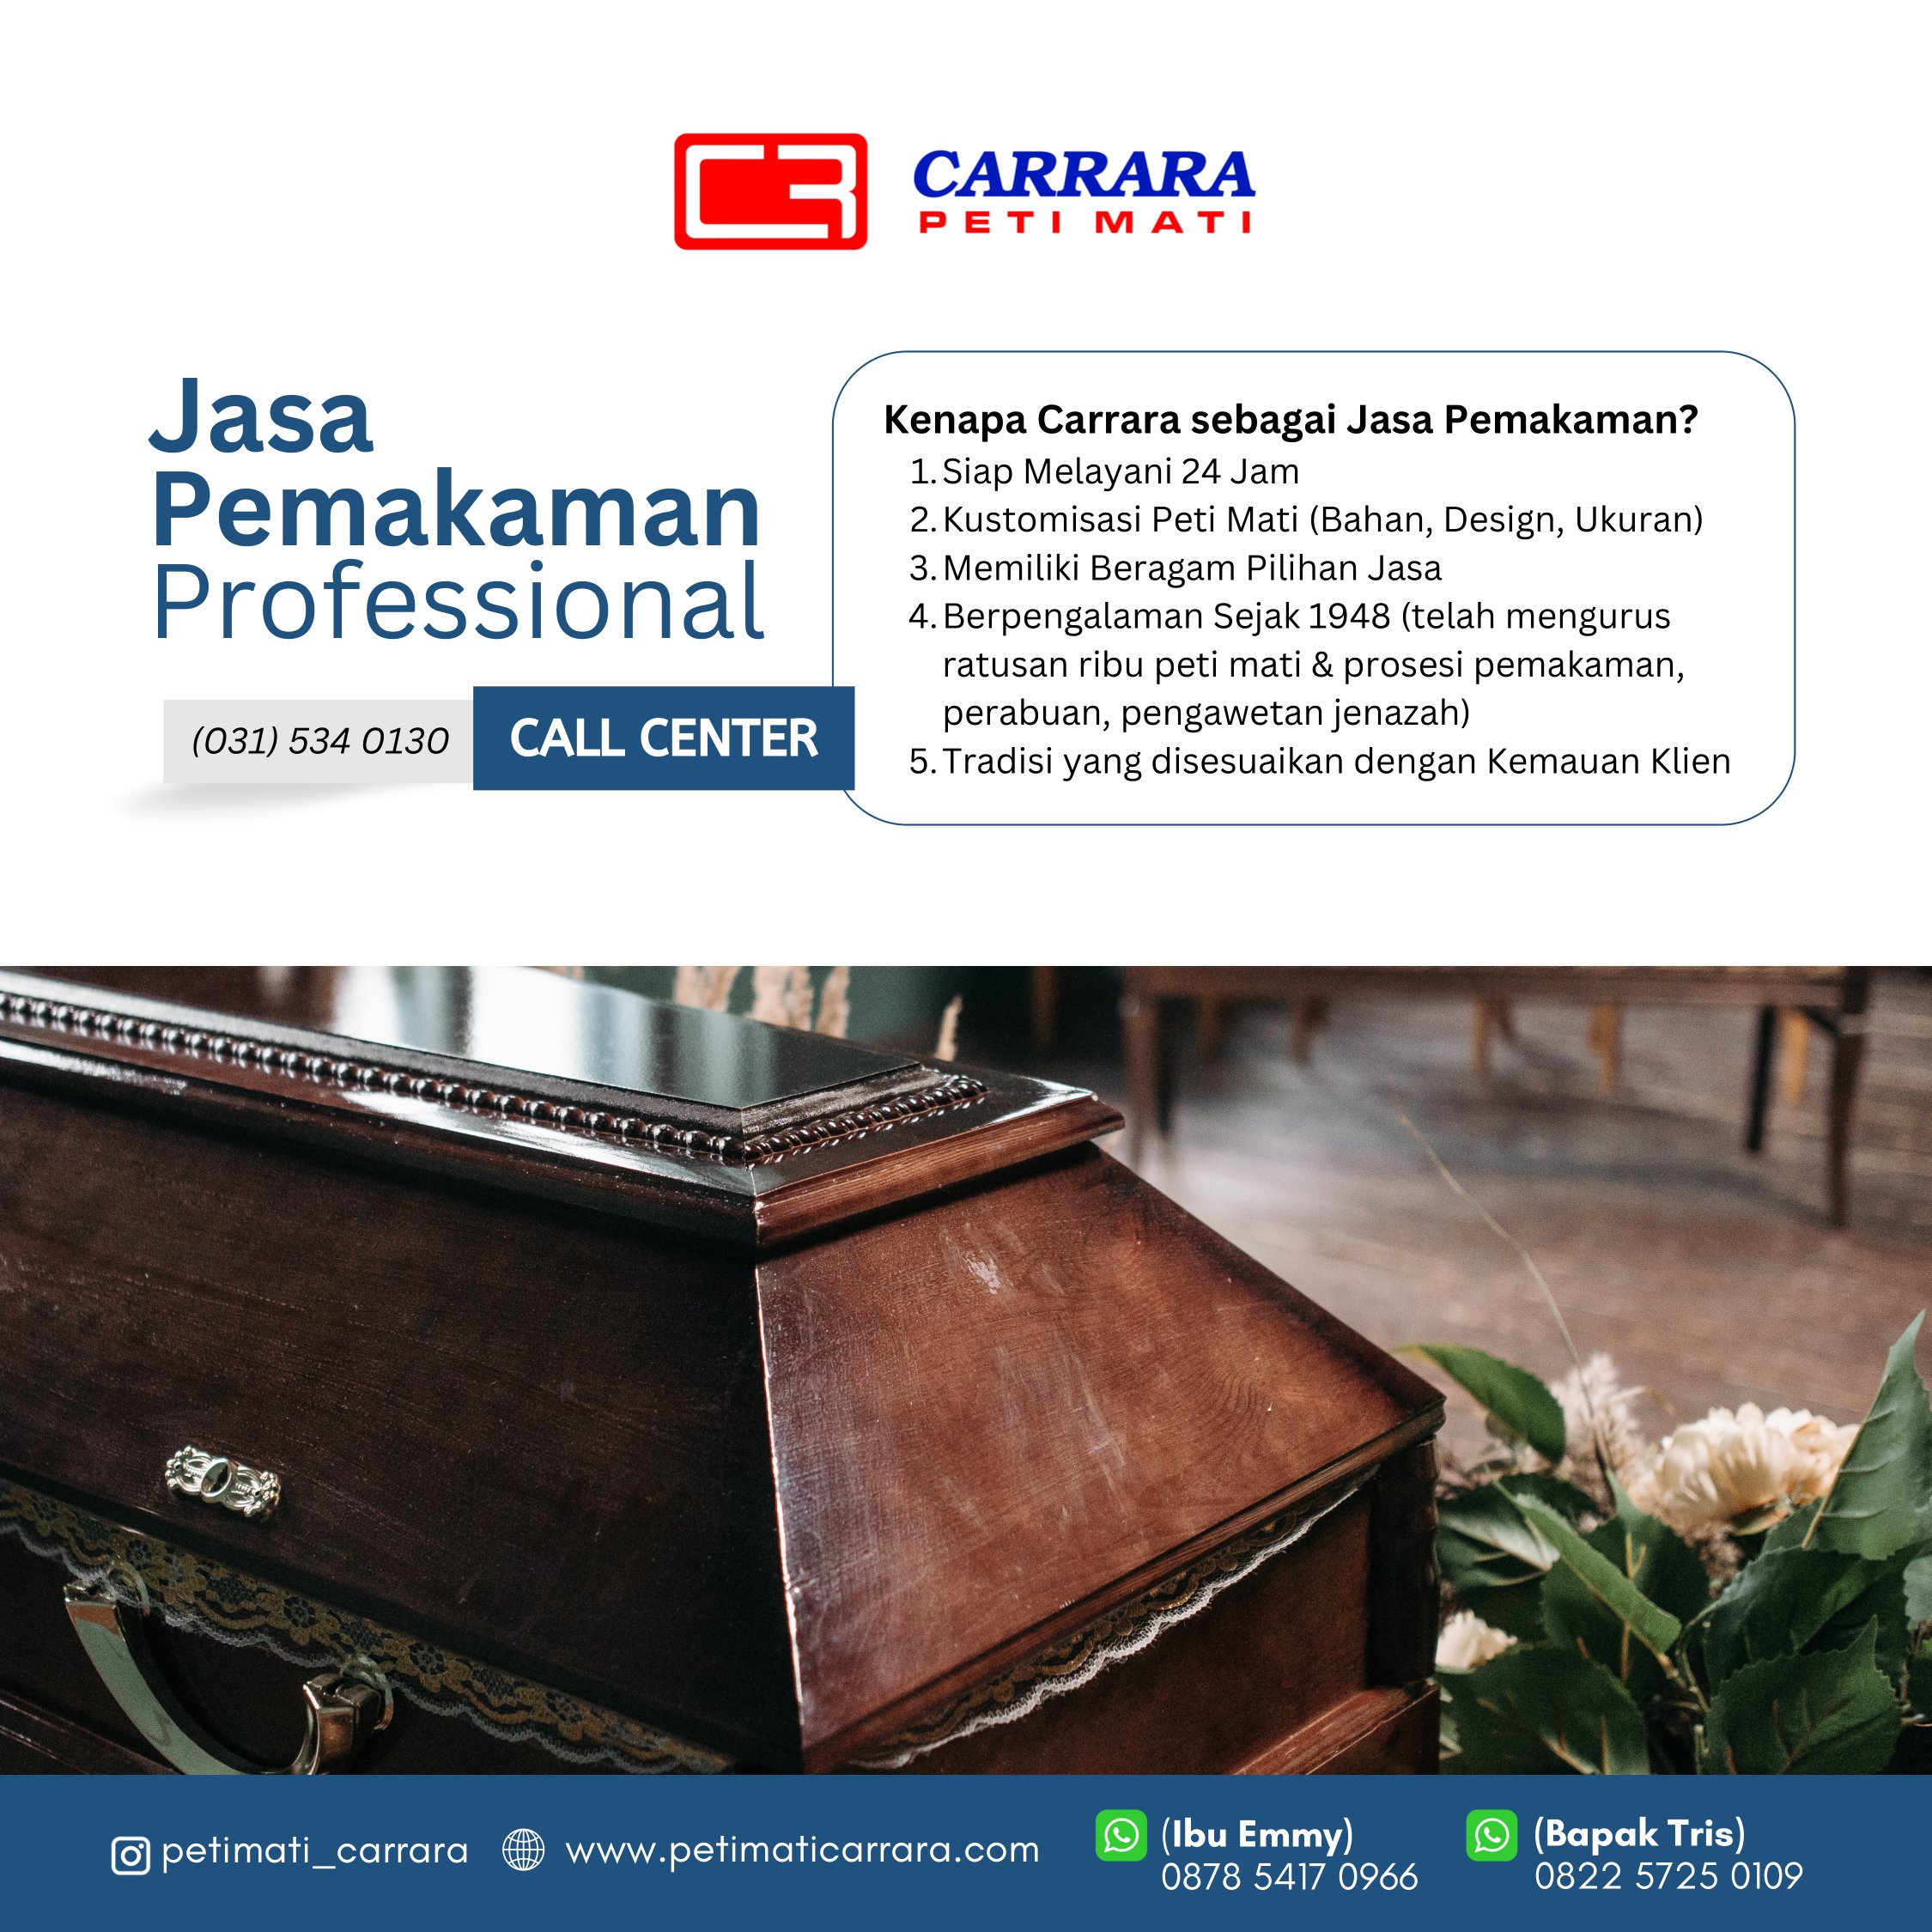 CARRARA
PETI MATI
Jasa
Pemakaman
Professional
(031) 534 0130
CALL CENTER
Kenapa Carrara sebagai Jasa Pemakaman?
1. Siap Melayani 24 Jam
2. Kustomisasi Peti Mati (Bahan, Design, Ukuran)
3. Memiliki Beragam Pilihan Jasa
4. Berpengalaman Sejak 1948 (telah mengurus
ratusan ribu peti mati & prosesi pemakaman,
perabuan, pengawetan jenazah)
5. Tradisi yang disesuaikan dengan Kemauan Klien
petimati_carrara
www.petimaticarrara.com
(Ibu Emmy)
0878 5417 0966
(Bapak Tris)
0822 5725 0109